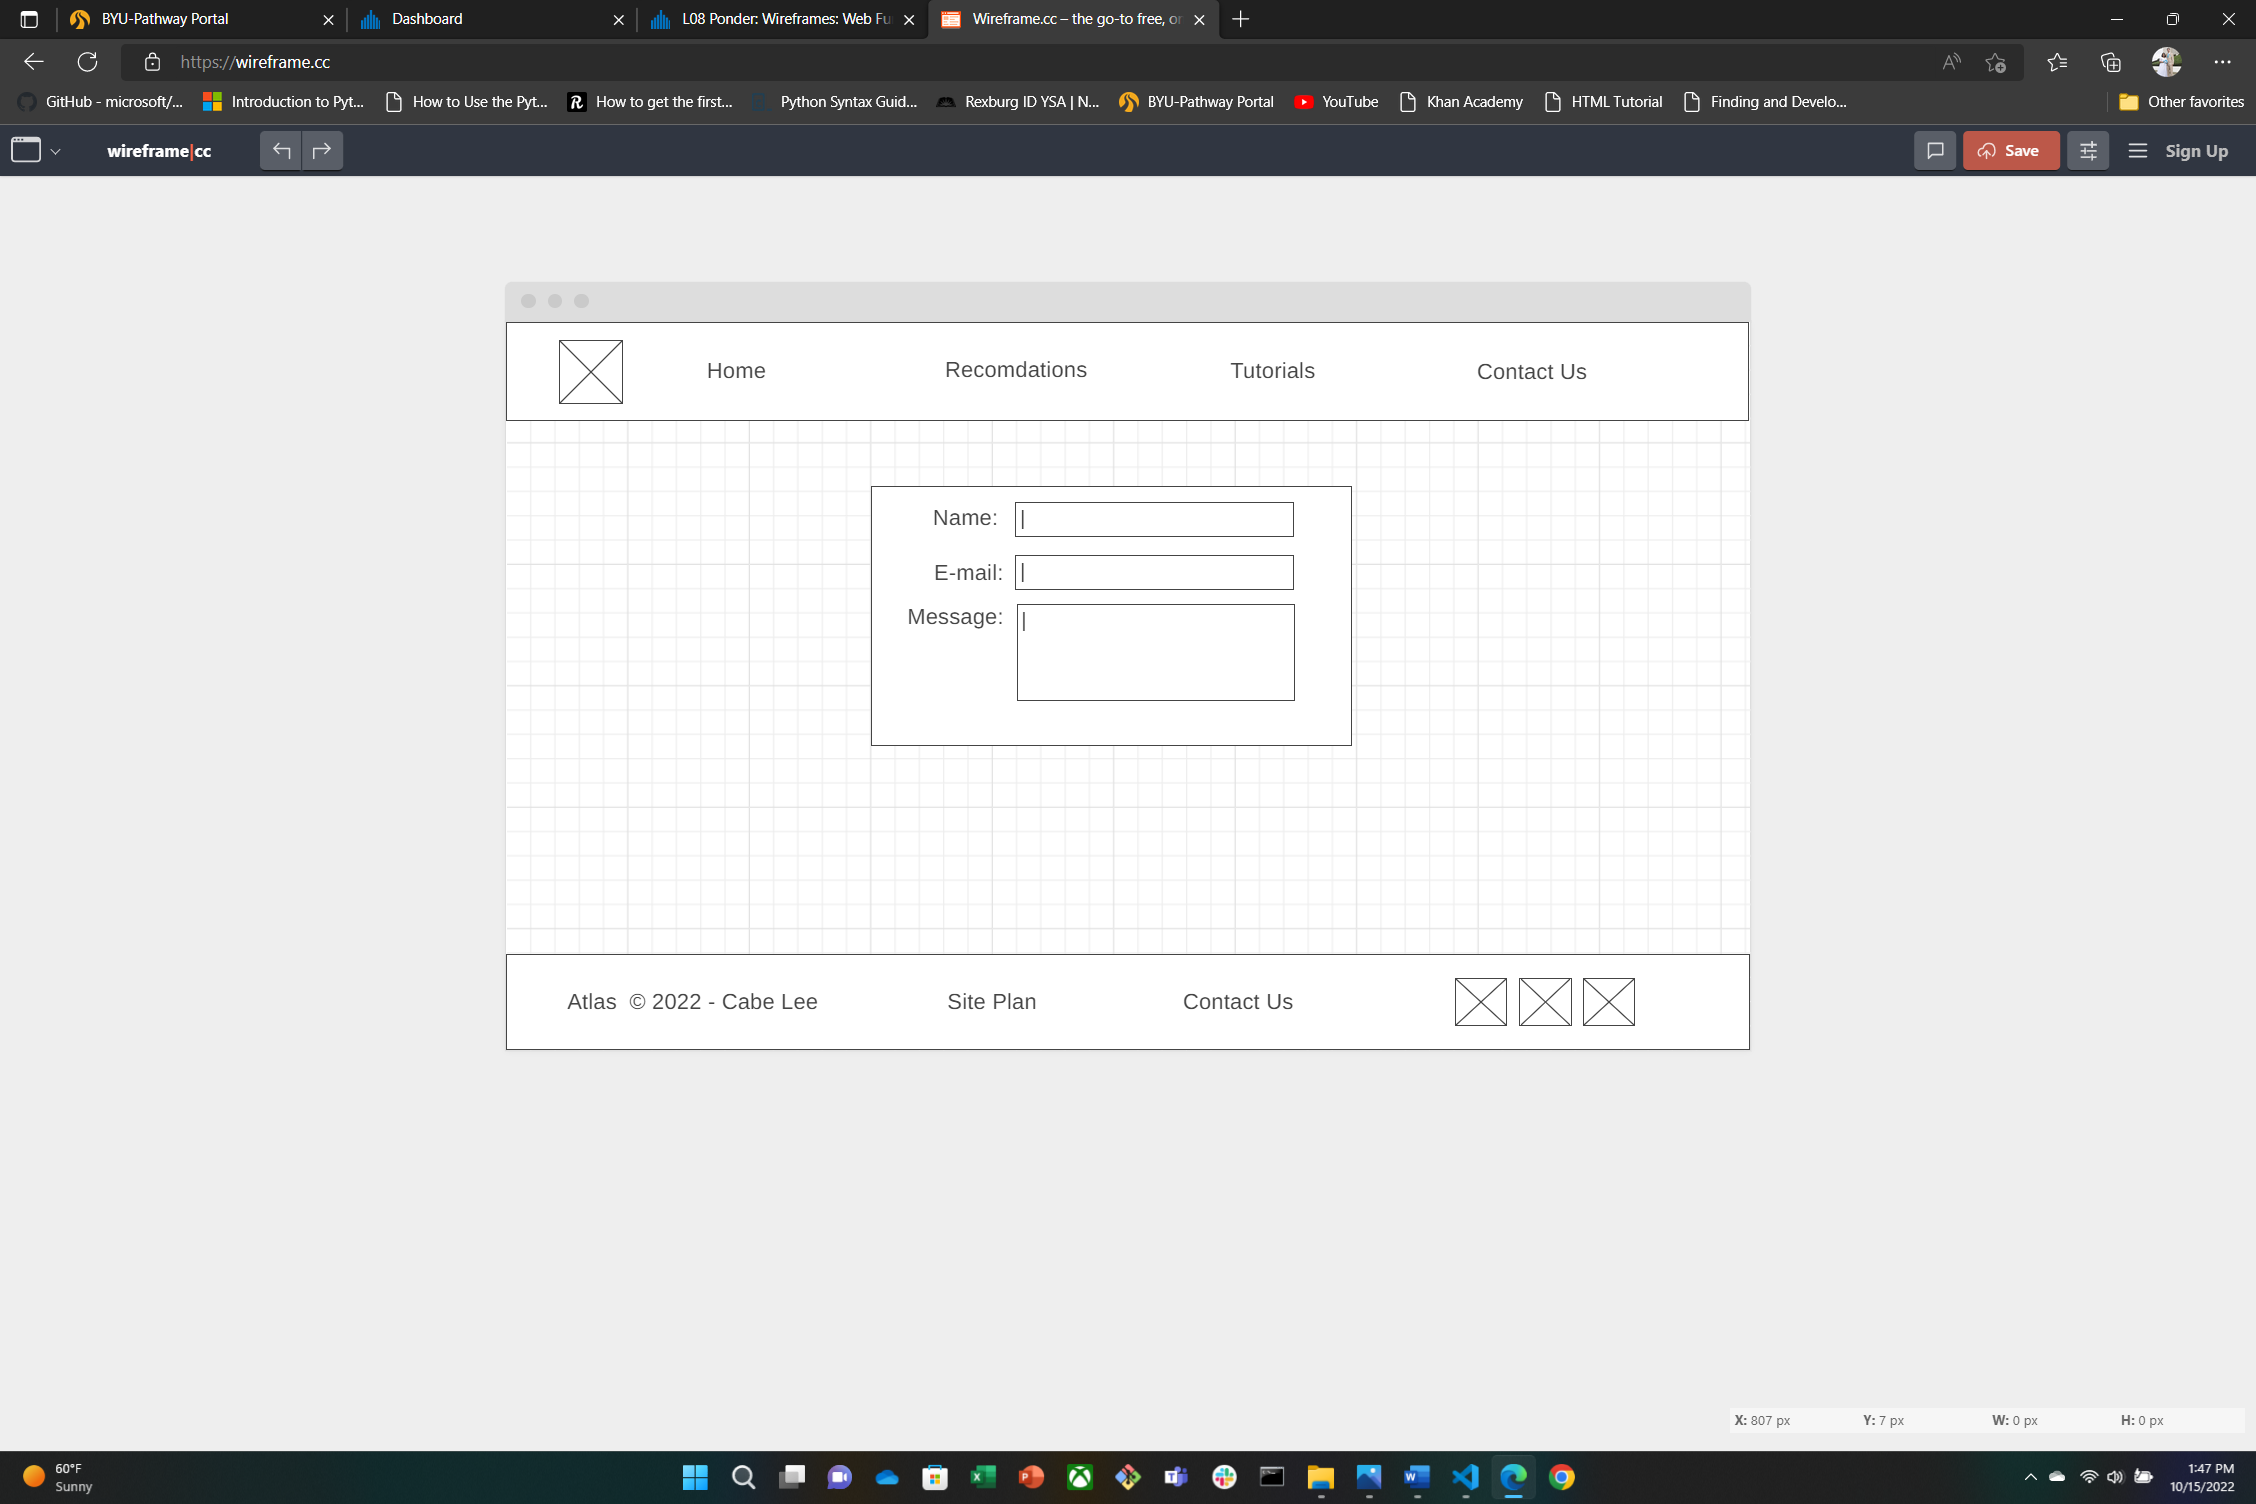 BYU-Pathway Portal
Dashboard
L08 Ponder: Wireframes: Web Fu
Wireframe.cc – the go-to free, or
https://wireframe.cc
GitHub - microsoft/...
Introduction to Pyt...
How to Use the Pyt...
How to get the first...
Python Syntax Guid...
Rexburg ID YSA | N...
BYU-Pathway Portal
YouTube
Khan Academy
HTML Tutorial
Finding and Develo...
Other favorites
wireframe|cc
Save
Sign Up
Home
Recomdations
Tutorials
Contact Us
Name:
E-mail:
Message:
Atlas © 2022 - Cabe Lee
Site Plan
Contact Us
X: 807 px
Y: 7 px
W: 0 px
H: 0 px
60°F
Sunny
1:47 PM
10/15/2022